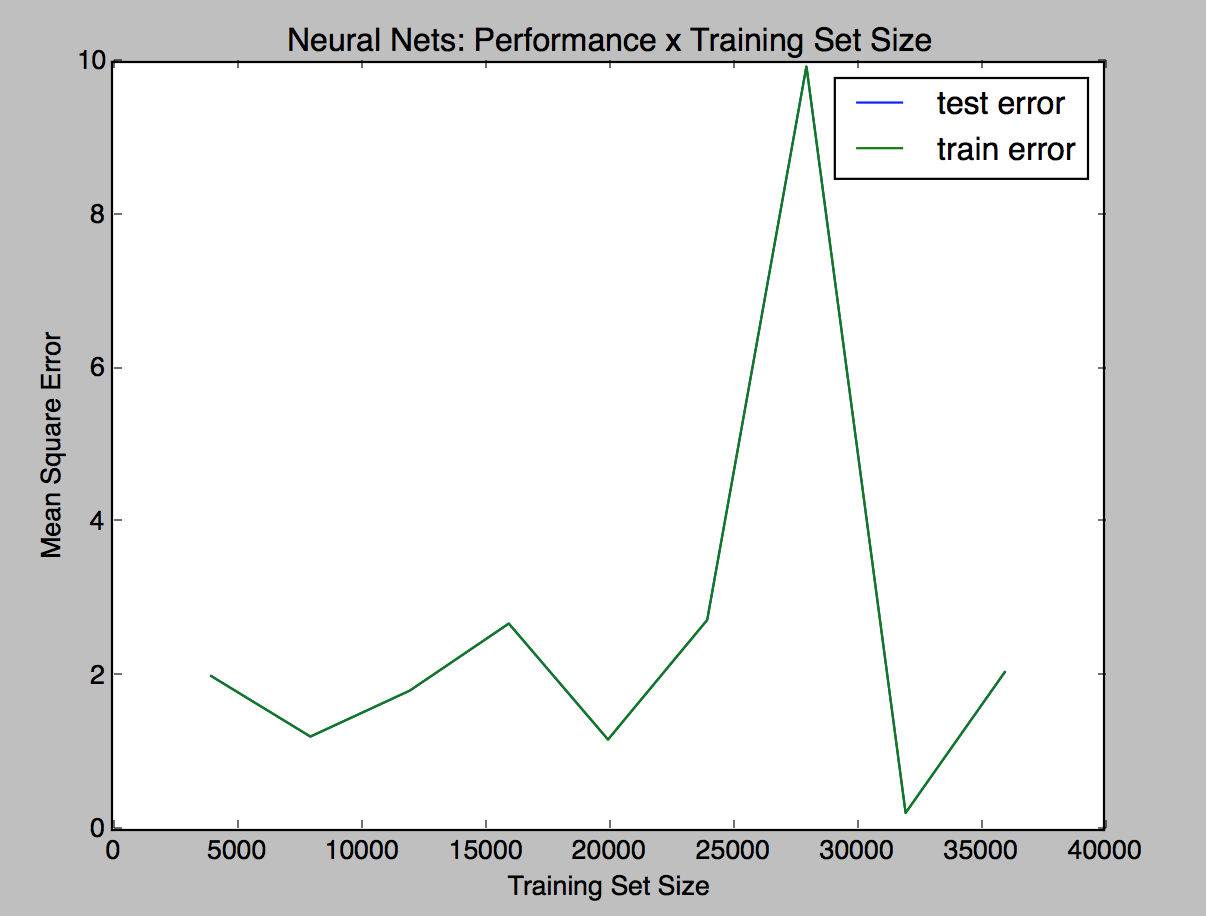 Neural Nets: Performance x Training Set Size
10
8
6
4
2
0
Mean Square Error
test error
train error
0 5000 10000 15000 20000 25000 30000 35000 40000
Training Set Size